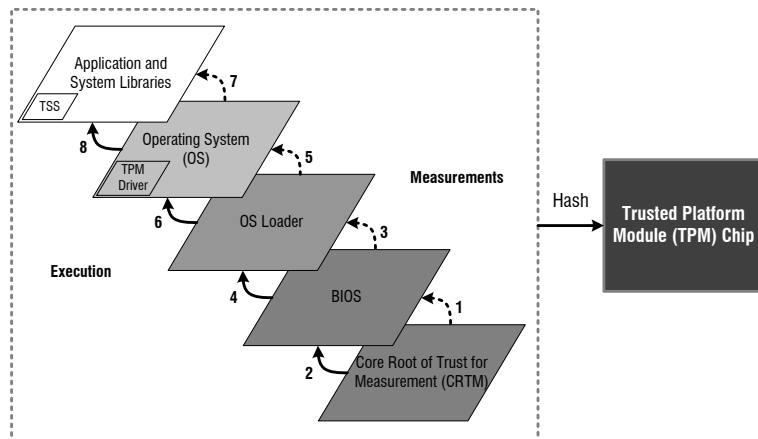 Application and
System Libraries
TSS
7
8
Operating System
(OS)
TPM
Driver
5
6
OS Loader
Measurements
3
Execution
4
BIOS
1
2
Core Root of Trust for
Measurement (CRTM)
Hash
Trusted Platform
Module (TPM) Chip